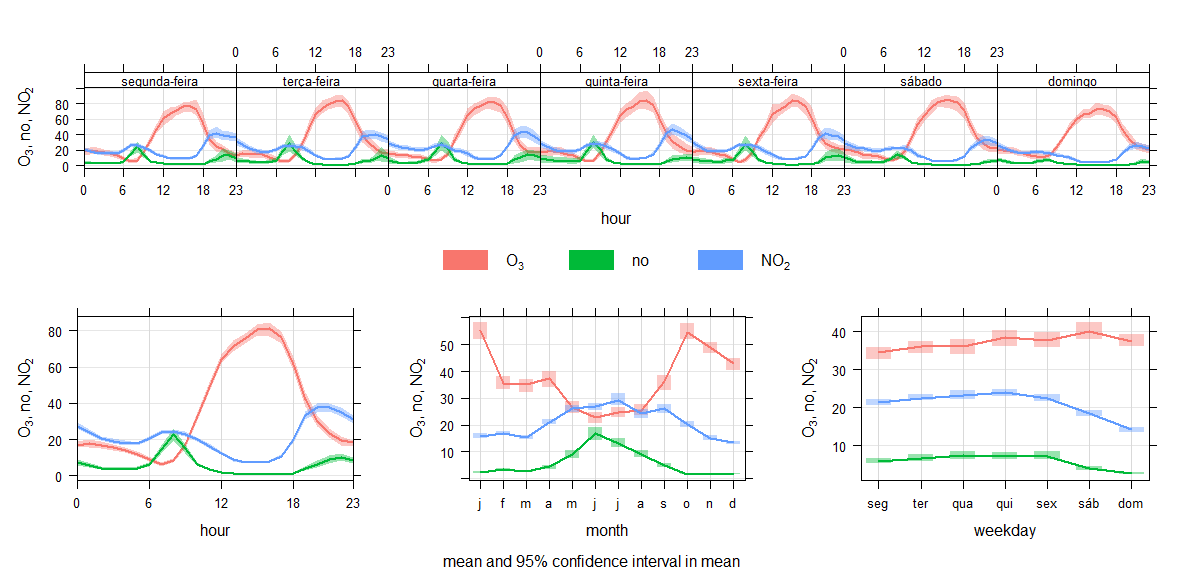 0 6 12 18 23 0 6 12 18 23 0 6 12 18 23
segunda-feira terça-feira quarta-feira quinta-feira sexta-feira sábado domingo
O3, no, NO2
80
60
40
20
0
0 6 12 18 23 0 6 12 18 23 0 6 12 18 23 0 6 12 18 23
hour
O3 no NO2
O3, no, NO2
80
60
40
20
0
0 6 12 18 23
hour
O3, no, NO2
50
40
30
20
10
j f m a m j j a s o n d
month
O3, no, NO2
40
30
20
10
seg ter qua qui sex sáb dom
weekday
mean and 95% confidence interval in mean